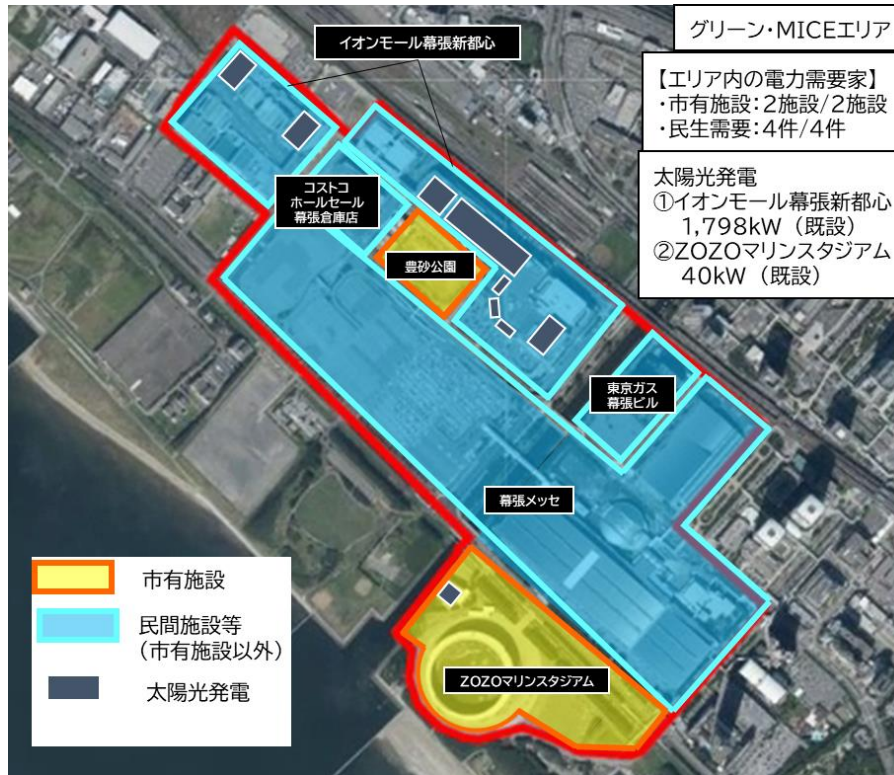 イオンモール幕張新都心
グリーン・MICEエリア
【エリア内の電力需要家】
・市有施設:2施設/2施設
・民生需要:4件/4件
太陽光発電
①イオンモール幕張新都心
1,798kW（既設）
②ZOZOマリンスタジアム
40kW（既設）
コストコ
ホールセール
幕張倉庫店
豊砂公園
東京ガス
幕張ビル
幕張メッセ
ZOZOマリンスタジアム
市有施設
民間施設等
（市有施設以外）
太陽光発電